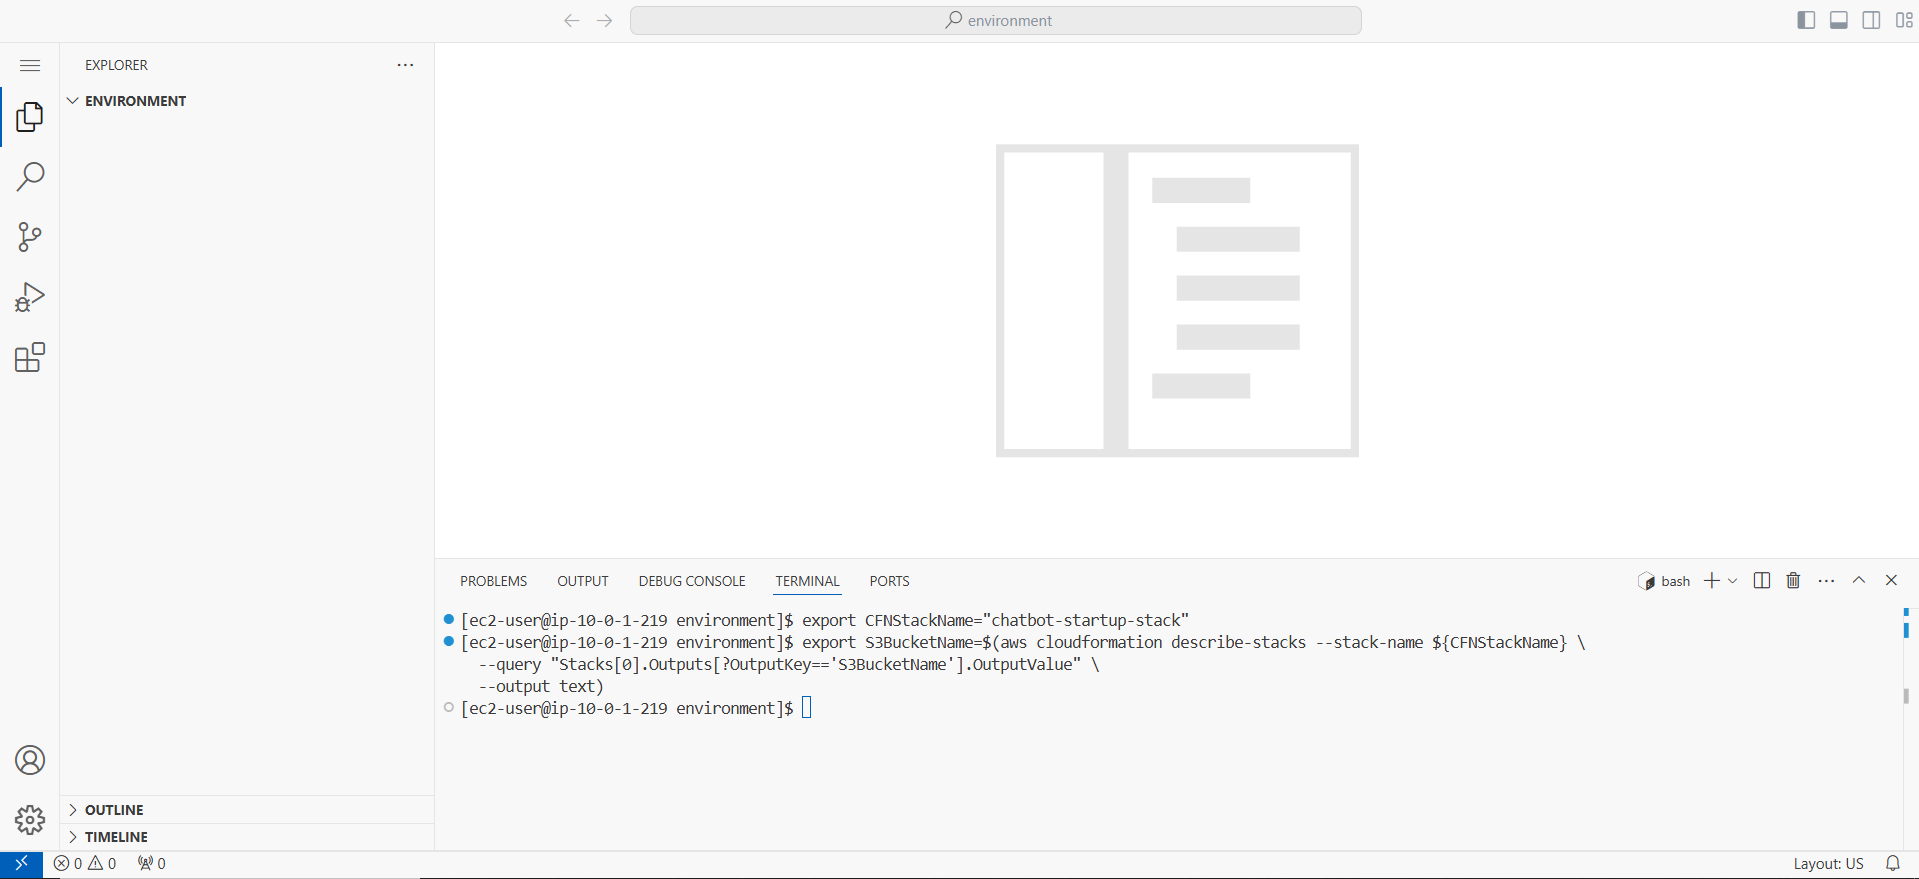 environment
EXPLORER
ENVIRONMENT
PROBLEMS OUTPUT DEBUG CONSOLE TERMINAL PORTS
bash
[ec2-user@ip-10-0-1-219 environment]$ export CFNStackName="chatbot-startup-stack"
[ec2-user@ip-10-0-1-219 environment]$ export S3BucketName=$(aws cloudformation describe-stacks --stack-name ${CFNStackName} \
--query "Stacks[0].Outputs[?OutputKey=='S3BucketName'].OutputValue" \
--output text)
[ec2-user@ip-10-0-1-219 environment]$
OUTLINE
TIMELINE
0 0 0
Layout: US